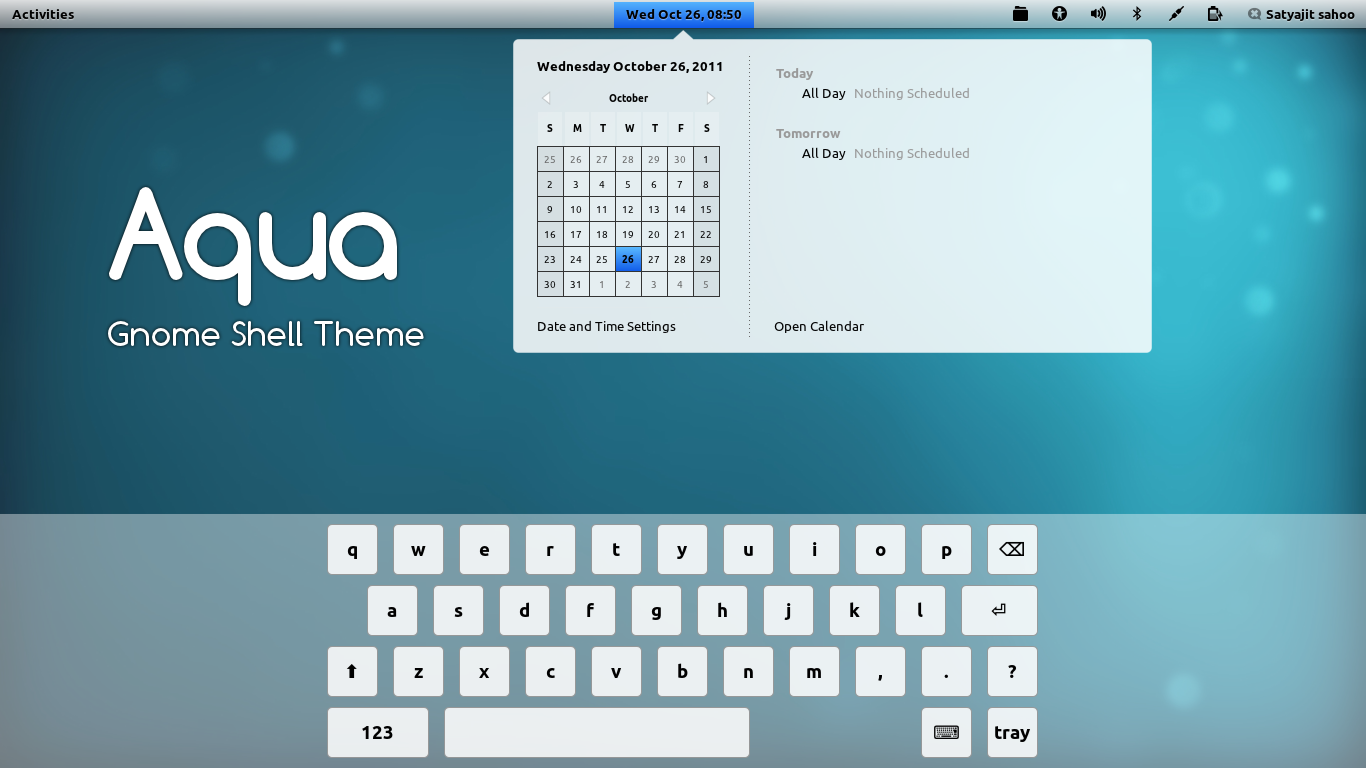 Activities
Wed Oct 26, 08:50
Satyajit sahoo
Wednesday October 26, 2011
October
S M T W T F S
25 26 27 28 29 30 1
2 3 4 5 6 7 8
9 10 11 12 13 14 15
16 17 18 19 20 21 22
23 24 25 26 27 28 29
30 31 1 2 3 4 5
Date and Time Settings
Today
All Day Nothing Scheduled
Tomorrow
All Day Nothing Scheduled
Open Calendar
Aqua
Gnome Shell Theme
q w e r t y u i o p ⌫
a s d f g h j k l ⏎
⬆ z x c v b n m , . ?
123 ⌨ tray